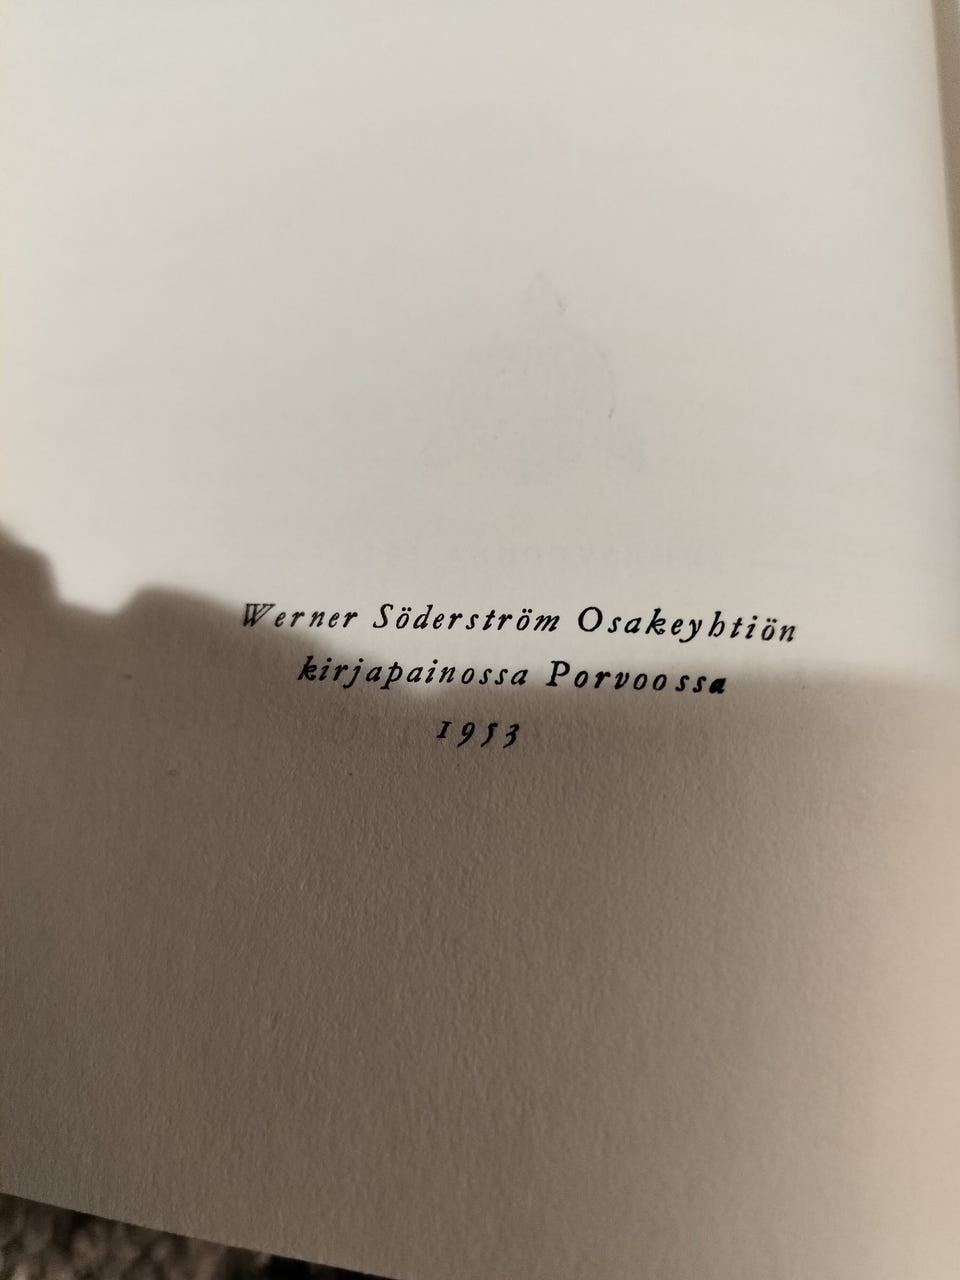 Werner Söderström Osakeyhtiön
kirjapainossa Porvoossa
1953